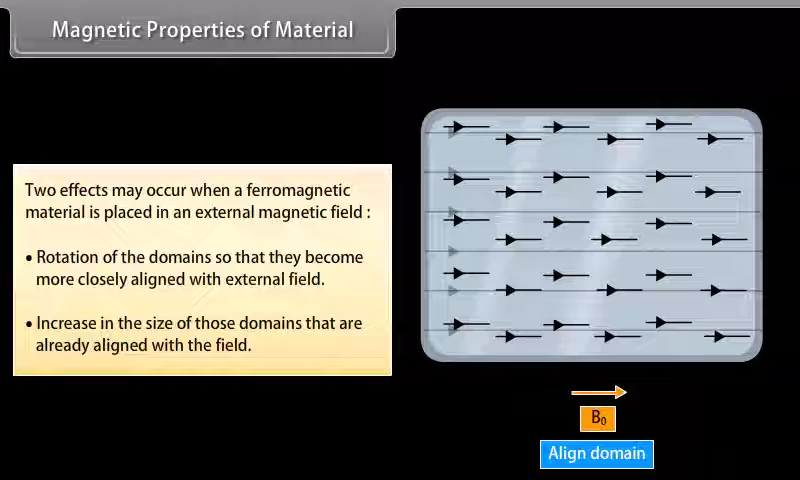 Magnetic Properties of Material
Two effects may occur when a ferromagnetic
material is placed in an external magnetic field :
• Rotation of the domains so that they become
more closely aligned with external field.
• Increase in the size of those domains that are
already aligned with the field.
B₀
Align domain